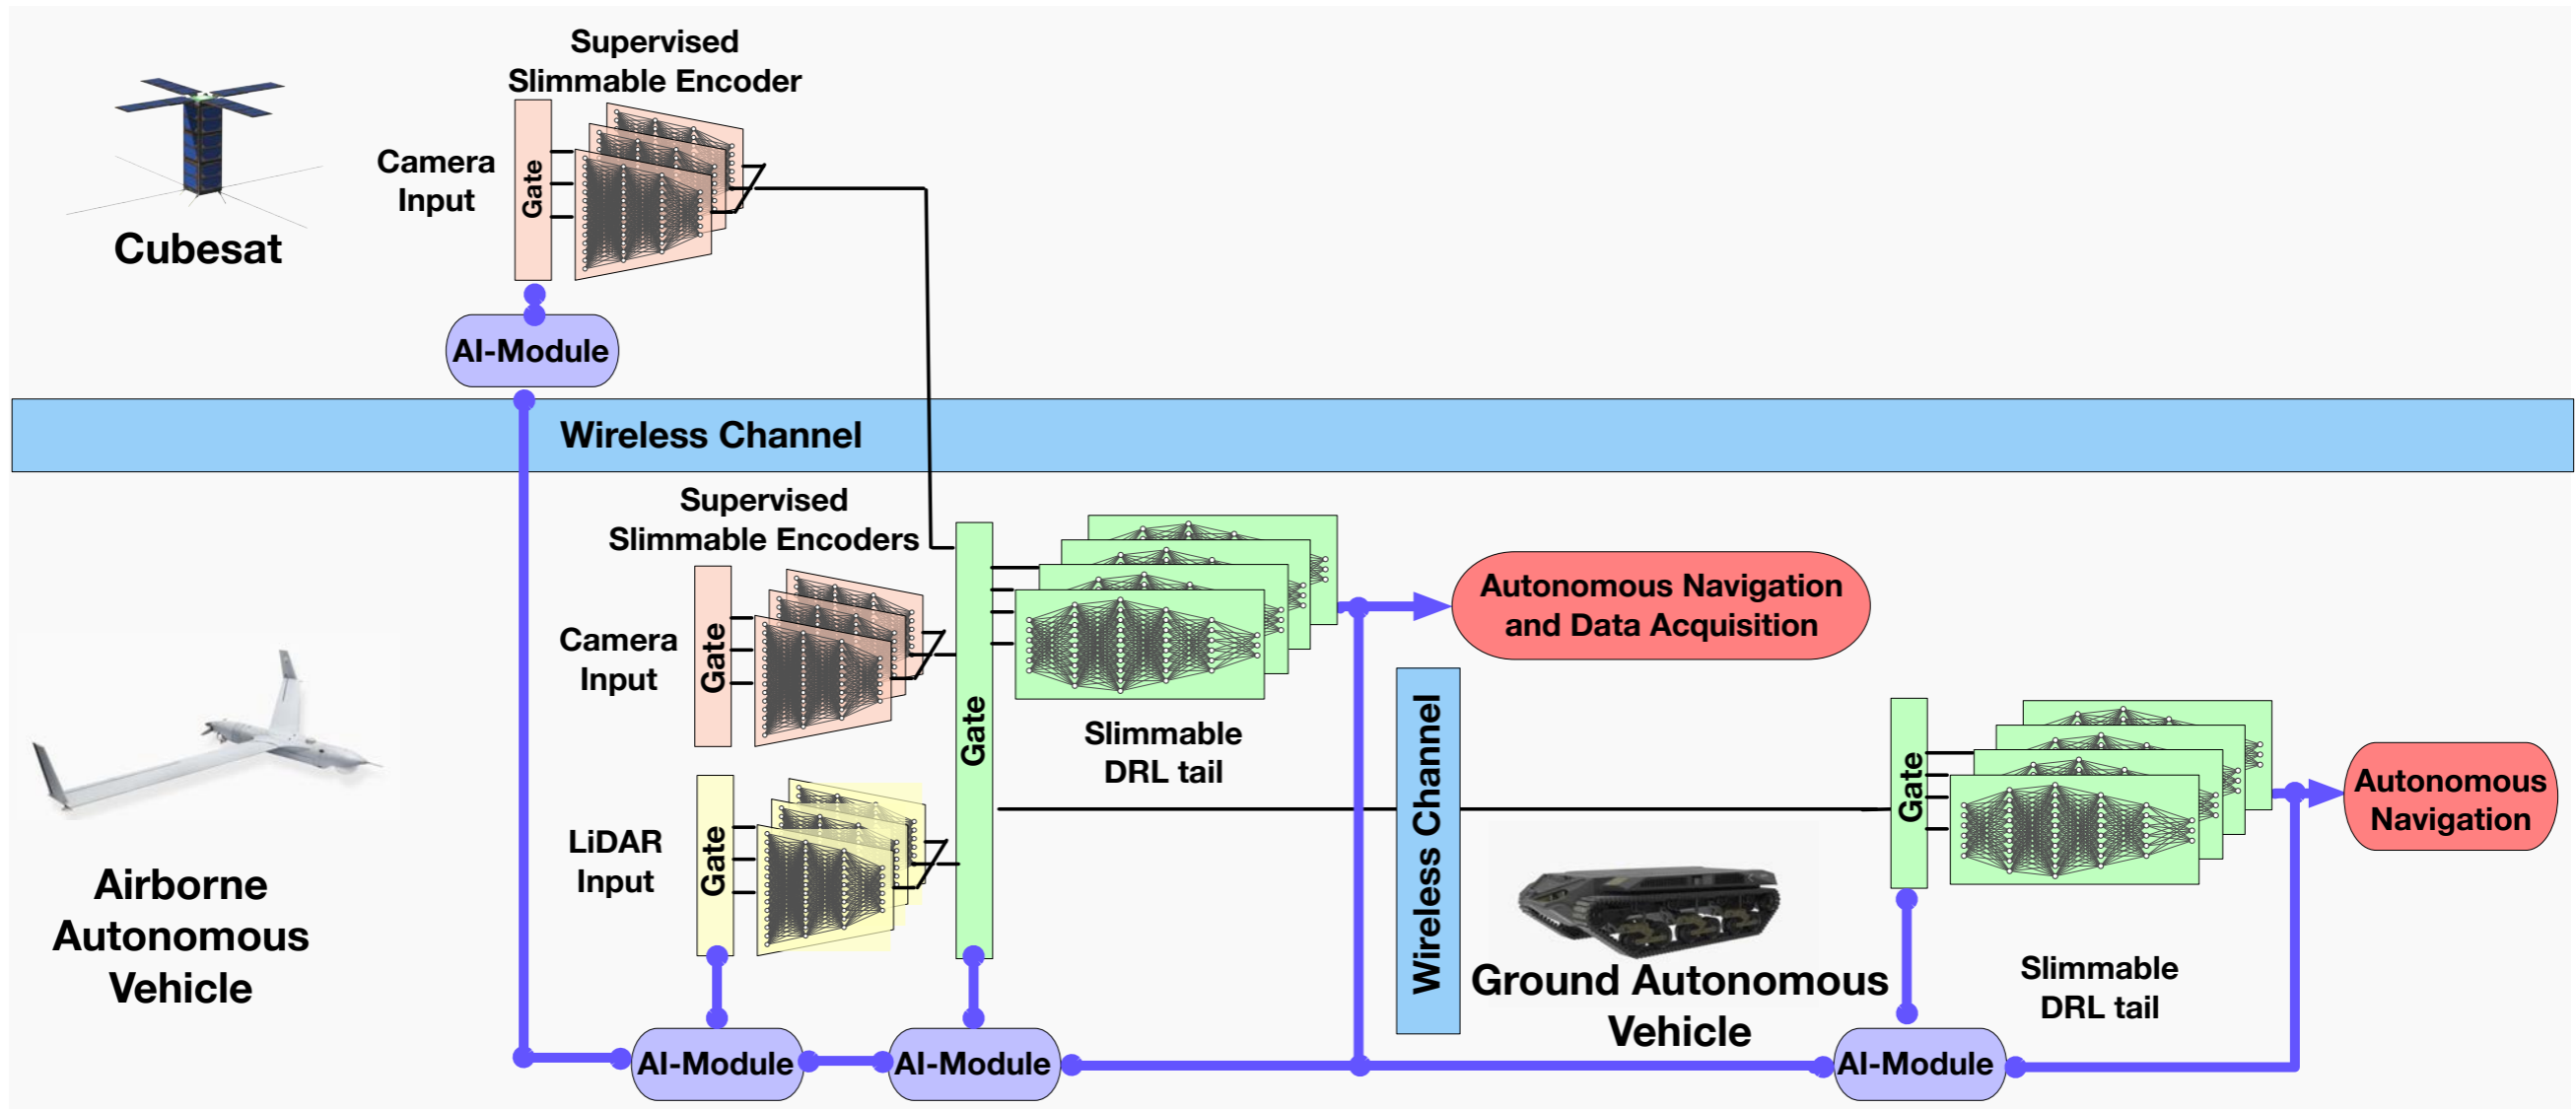 Supervised
Slimmable Encoder
Camera
Input
Gate
Cubesat
AI-Module
Wireless Channel
Supervised
Slimmable Encoders
Camera
Input
Gate
LiDAR
Input
Gate
Gate
Slimmable
DRL tail
Autonomous Navigation
and Data Acquisition
Wireless Channel
Airborne
Autonomous
Vehicle
Ground Autonomous
Vehicle
Gate
Slimmable
DRL tail
Autonomous
Navigation
AI-Module
AI-Module
AI-Module